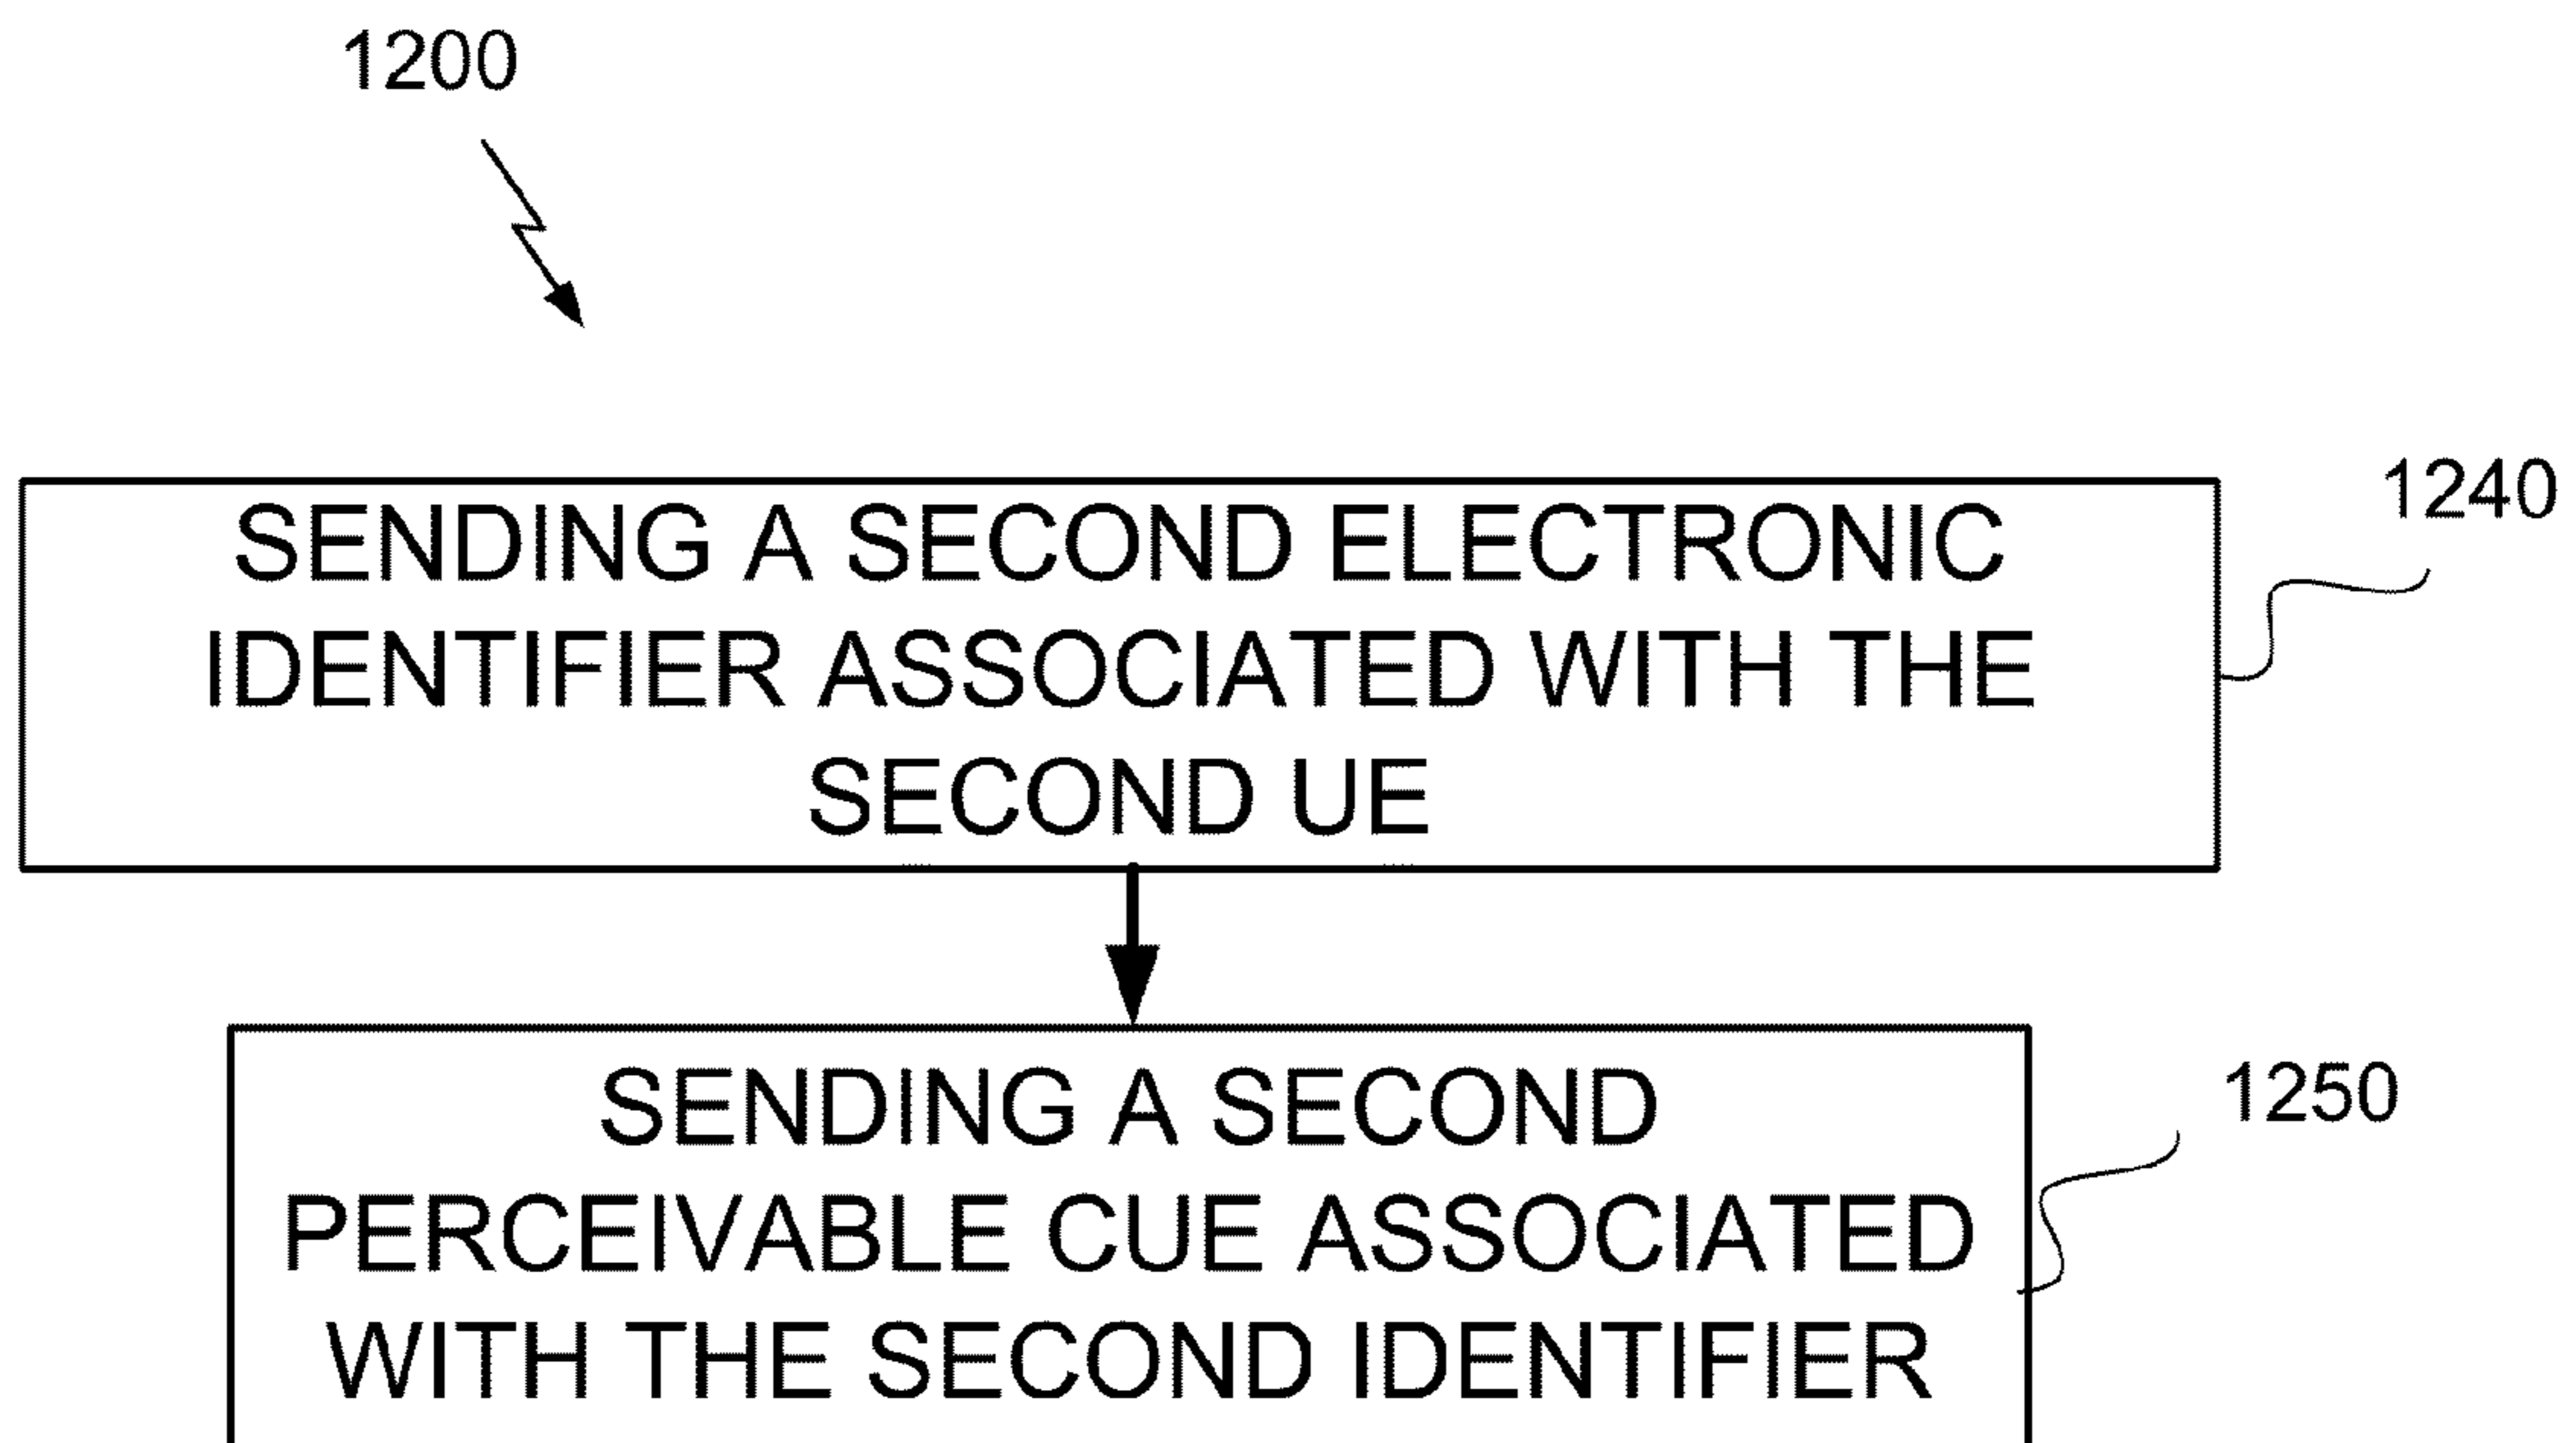 1200
1240
SENDING A SECOND ELECTRONIC
IDENTIFIER ASSOCIATED WITH THE
SECOND UE
1250
SENDING A SECOND
PERCEIVABLE CUE ASSOCIATED
WITH THE SECOND IDENTIFIER